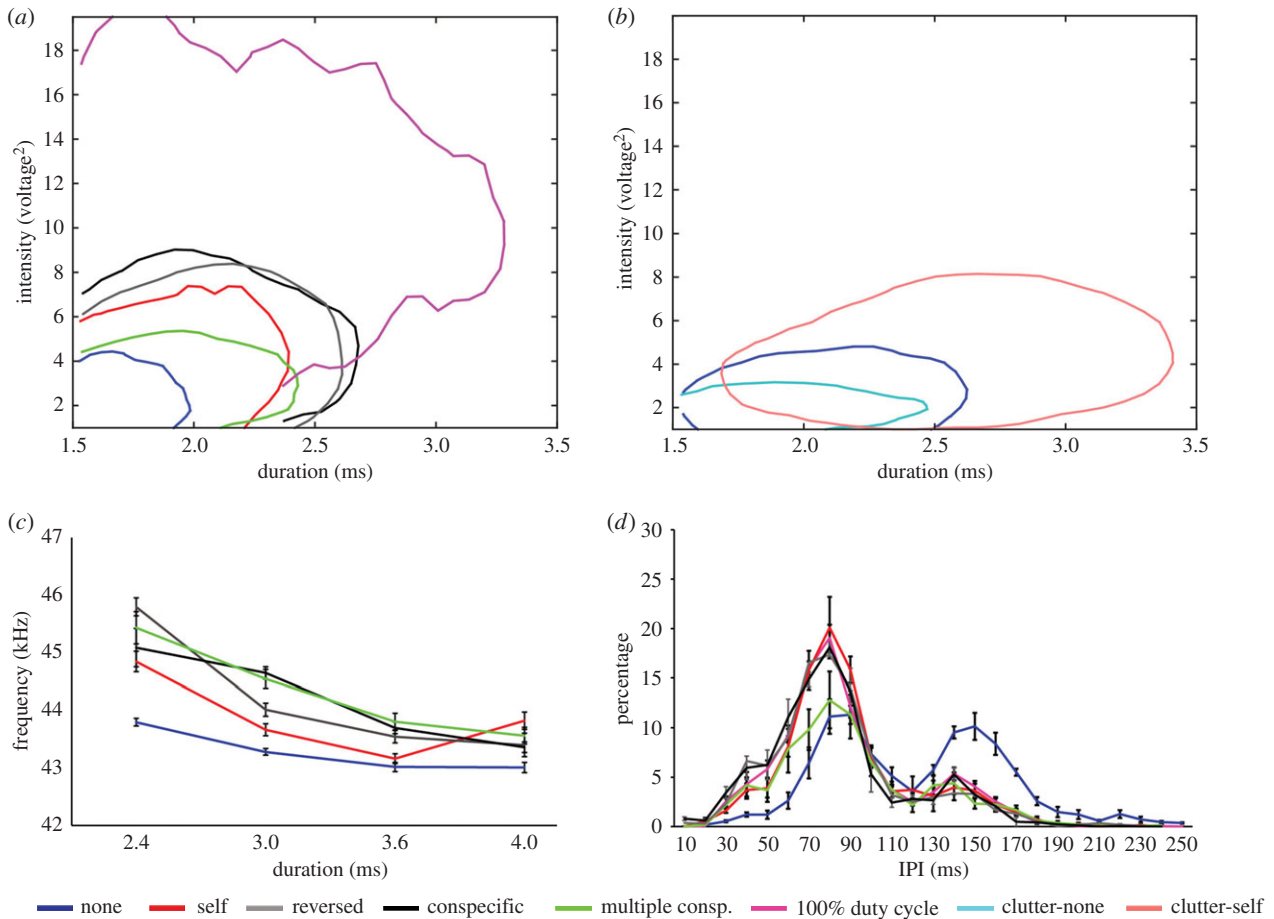 (a)
18
16
14
12
10
8
6
4
2
intensity (voltage²)
1.5 2.0 2.5 3.0 3.5
duration (ms)
(b)
18
16
14
12
10
8
6
4
2
intensity (voltage²)
1.5 2.0 2.5 3.0 3.5
duration (ms)
(c)
47
46
45
44
43
42
frequency (kHz)
2.4 3.0 3.6 4.0
duration (ms)
(d)
30
25
20
15
10
5
0
percentage
10 30 50 70 90 110 130 150 170 190 210 230 250
IPI (ms)
none self reversed conspecific multiple consp. 100% duty cycle clutter-none clutter-self